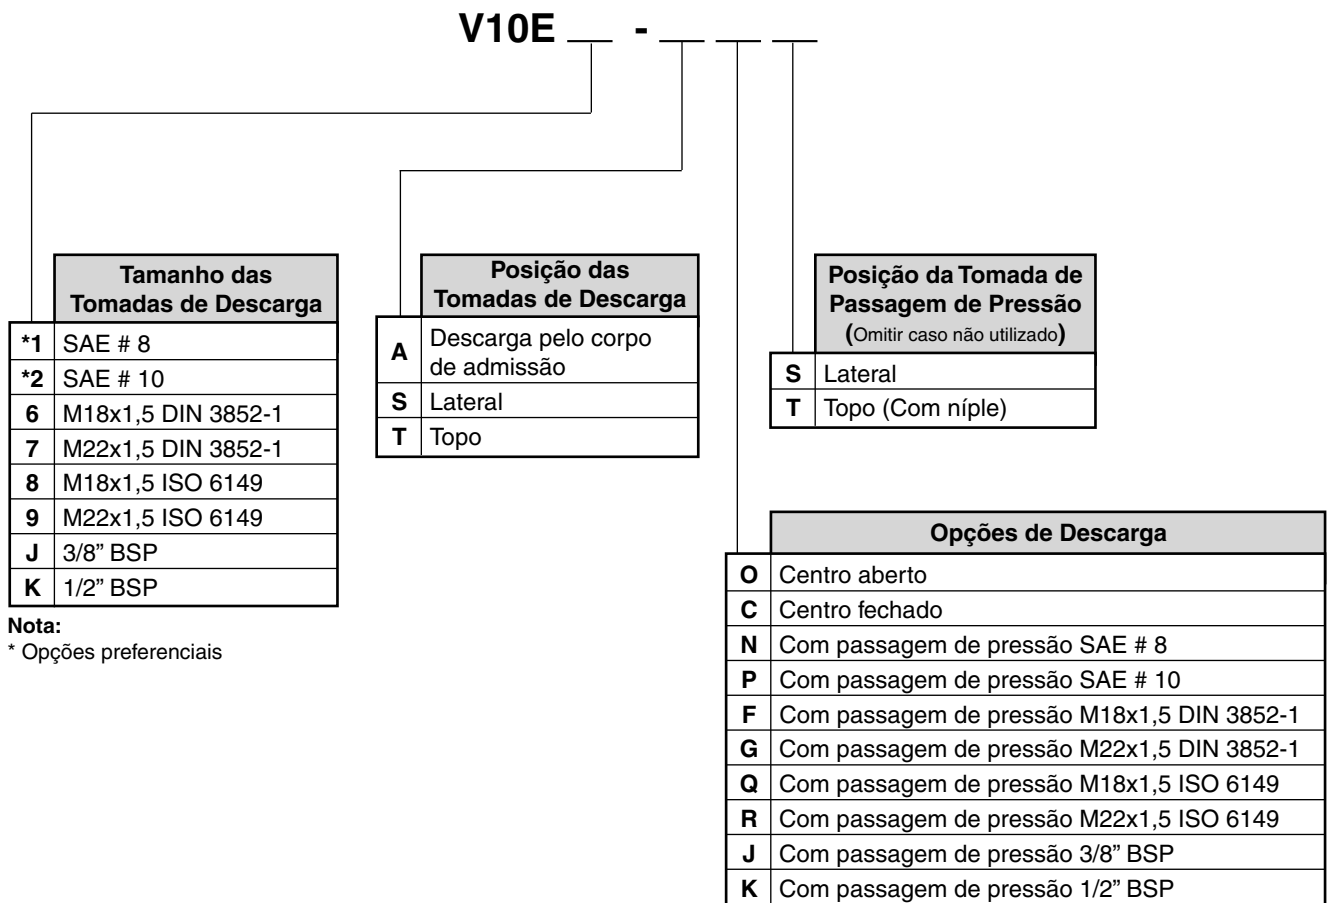 V10E __ - __ __ __
Tamanho das
Tomadas de Descarga
*1 SAE # 8
*2 SAE # 10
6 M18x1,5 DIN 3852-1
7 M22x1,5 DIN 3852-1
8 M18x1,5 ISO 6149
9 M22x1,5 ISO 6149
J 3/8” BSP
K 1/2” BSP
Nota:
* Opções preferenciais
Posição das
Tomadas de Descarga
A Descarga pelo corpo
de admissão
S Lateral
T Topo
Posição da Tomada de
Passagem de Pressão
(Omitir caso não utilizado)
S Lateral
T Topo (Com níple)
Opções de Descarga
O Centro aberto
C Centro fechado
N Com passagem de pressão SAE # 8
P Com passagem de pressão SAE # 10
F Com passagem de pressão M18x1,5 DIN 3852-1
G Com passagem de pressão M22x1,5 DIN 3852-1
Q Com passagem de pressão M18x1,5 ISO 6149
R Com passagem de pressão M22x1,5 ISO 6149
J Com passagem de pressão 3/8” BSP
K Com passagem de pressão 1/2” BSP